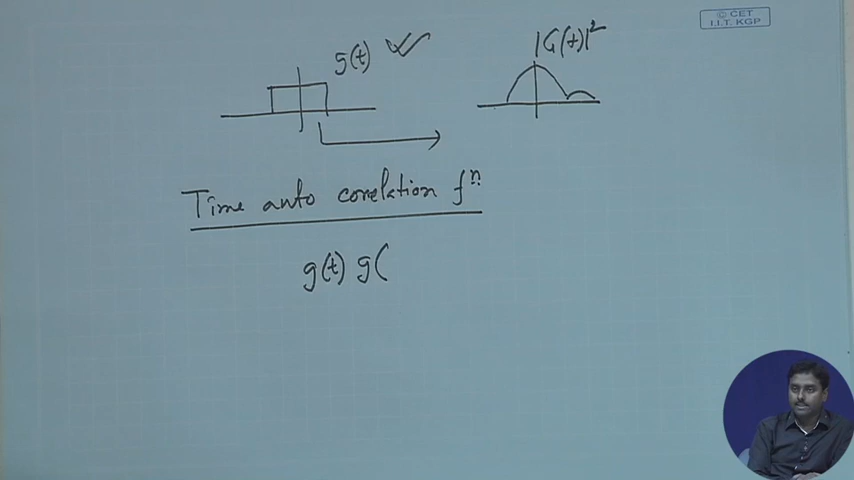 © CET
I.I.T. KGP
g(t)
|G(f)|²
Time auto correlation fⁿ
g(t) g(